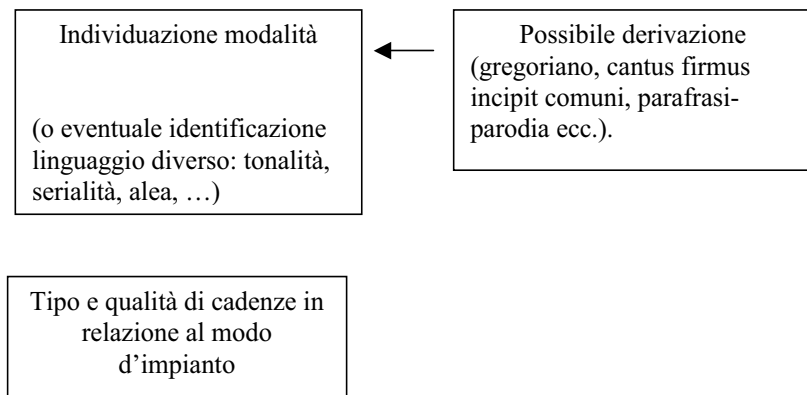 Individuazione modalità
(o eventuale identificazione
linguaggio diverso: tonalità,
serialità, alea, …)
Possibile derivazione
(gregoriano, cantus firmus
incipit comuni, parafrasi-
parodia ecc.).
Tipo e qualità di cadenze in
relazione al modo
d’impianto